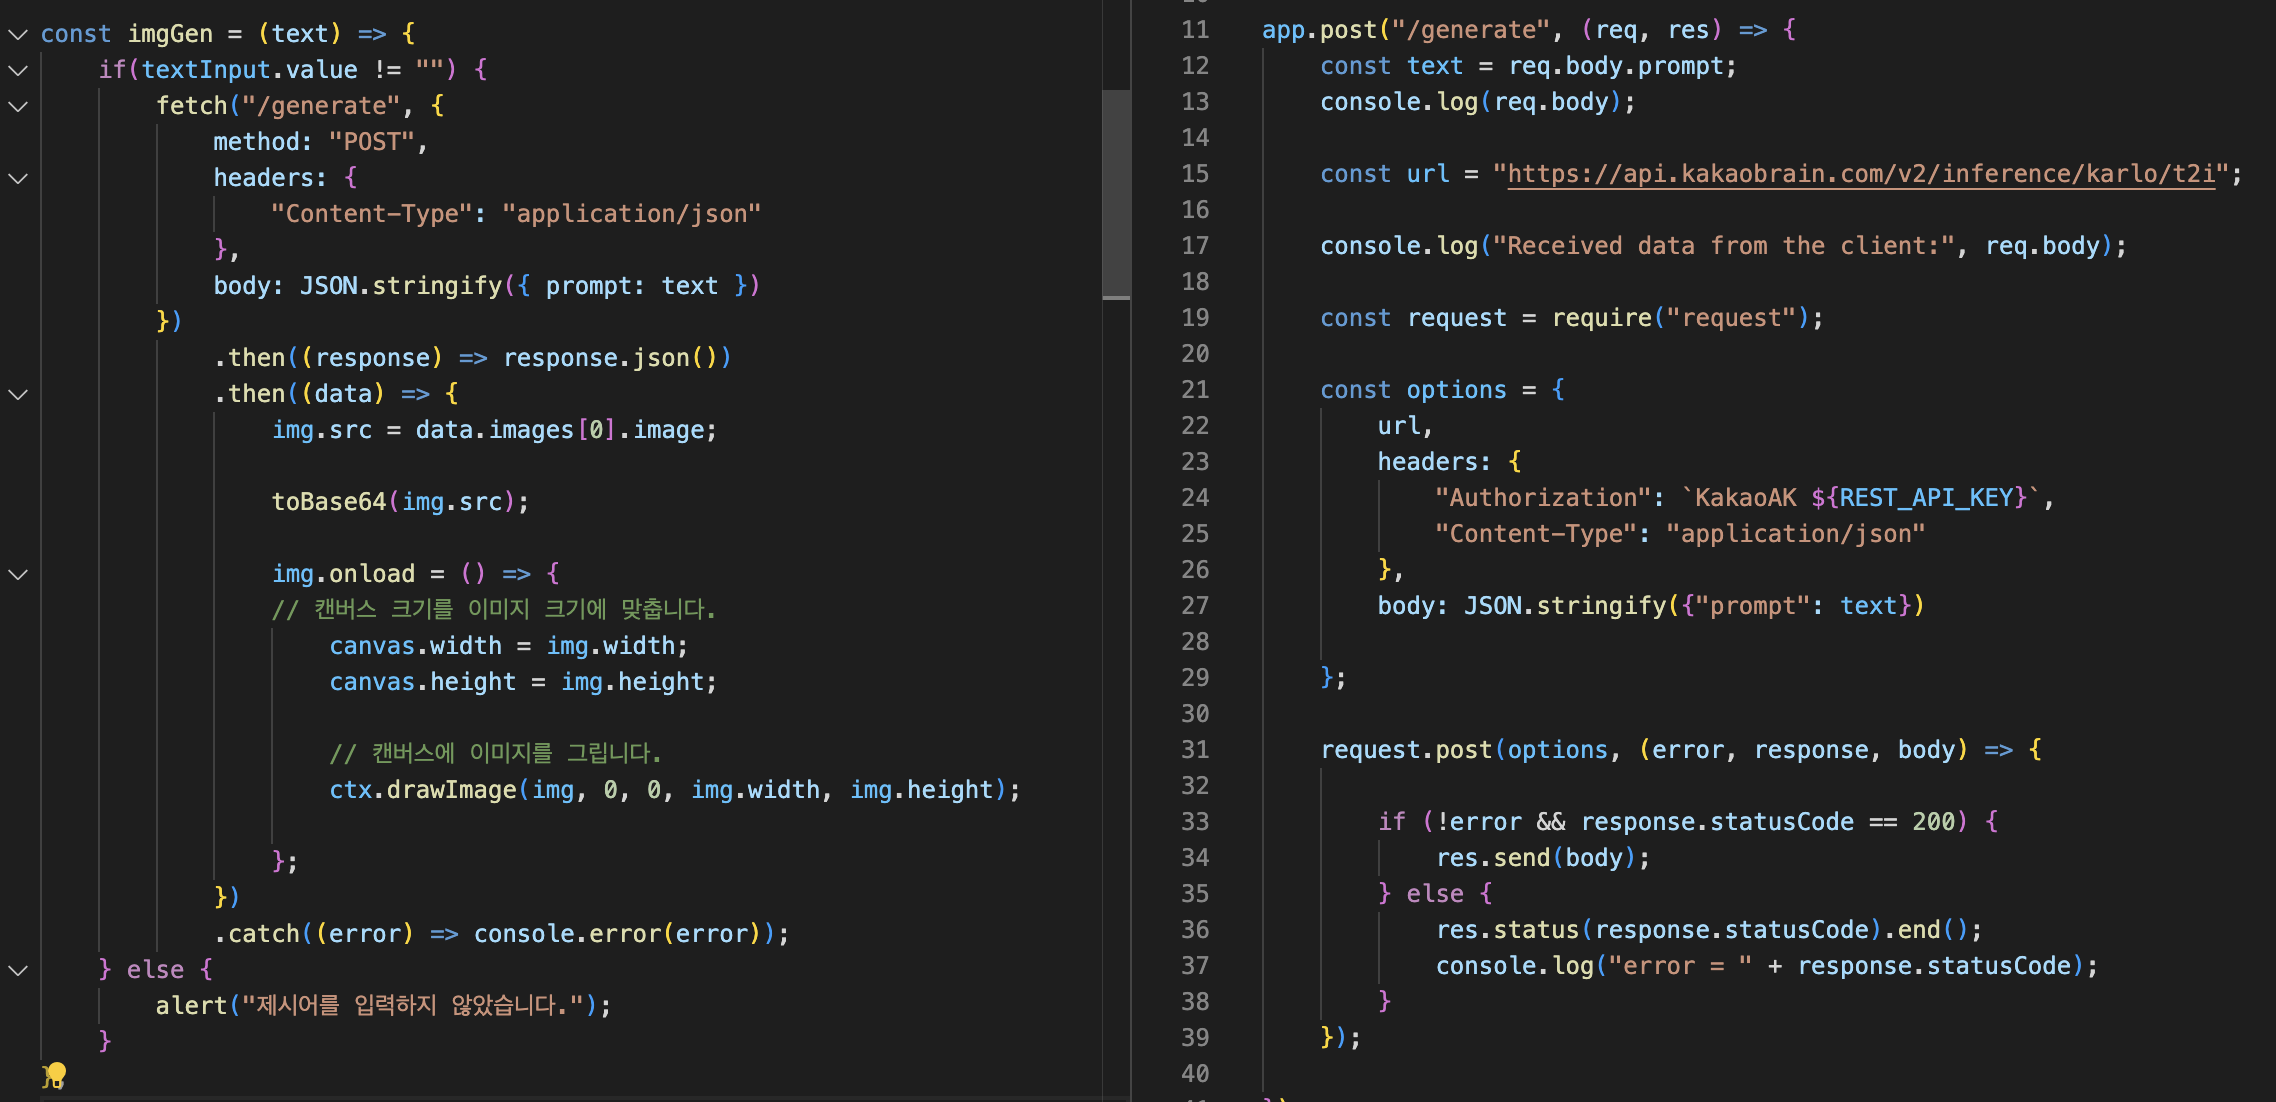 const imgGen = (text) => {
if(textInput.value != "") {
fetch("/generate", {
method: "POST",
headers: {
"Content-Type": "application/json"
},
body: JSON.stringify({ prompt: text })
})
.then((response) => response.json())
.then((data) => {
img.src = data.images[0].image;
toBase64(img.src);
img.onload = () => {
// 캔버스 크기를 이미지 크기에 맞춥니다.
canvas.width = img.width;
canvas.height = img.height;
// 캔버스에 이미지를 그립니다.
ctx.drawImage(img, 0, 0, img.width, img.height);
};
})
.catch((error) => console.error(error));
} else {
alert("제시어를 입력하지 않았습니다.");
}
};
11 app.post("/generate", (req, res) => {
12 const text = req.body.prompt;
13 console.log(req.body);
14
15 const url = "https://api.kakaobrain.com/v2/inference/karlo/t2i";
16
17 console.log("Received data from the client:", req.body);
18
19 const request = require("request");
20
21 const options = {
22 url,
23 headers: {
24 "Authorization": `KakaoAK ${REST_API_KEY}`,
25 "Content-Type": "application/json"
26 },
27 body: JSON.stringify({"prompt": text})
28
29 };
30
31 request.post(options, (error, response, body) => {
32
33 if (!error && response.statusCode == 200) {
34 res.send(body);
35 } else {
36 res.status(response.statusCode).end();
37 console.log("error = " + response.statusCode);
38 }
39 });
40